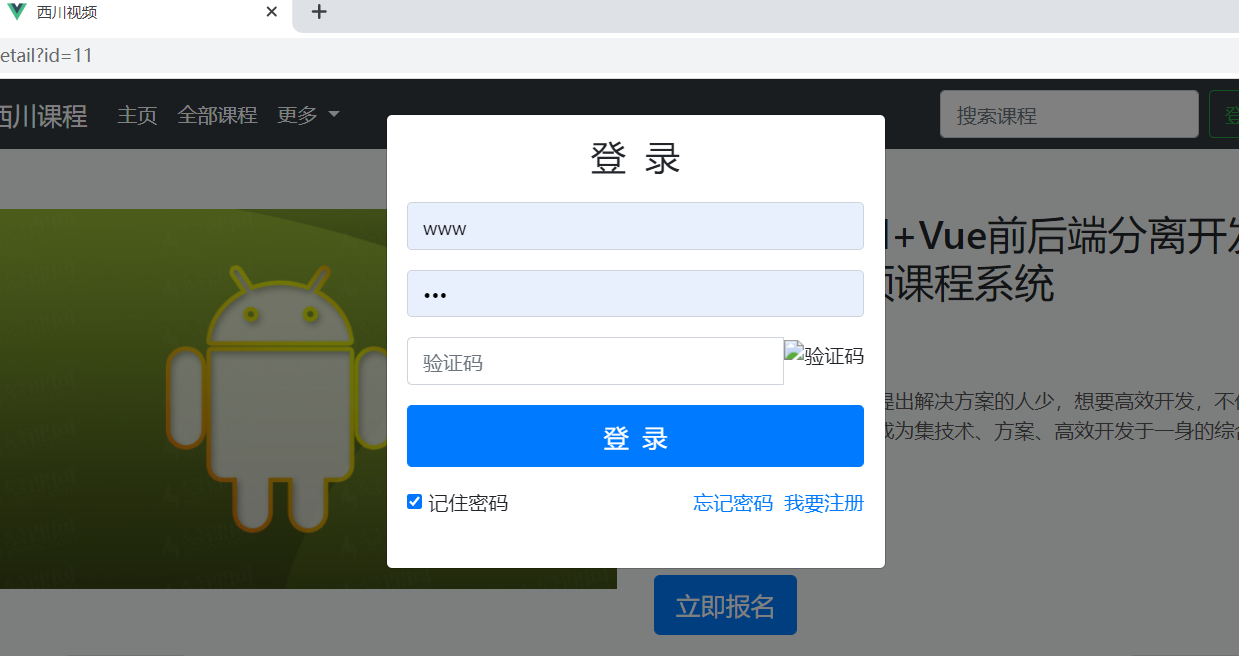 西川视频
etail?id=11
西川课程 主页 全部课程 更多 搜索课程 登
登 录
www
•••
验证码 验证码
登 录
记住密码 忘记密码 我要注册
+Vue前后端分离开发
课程系统
提出解决方案的人少，想要高效开发，不
成为集技术、方案、高效开发于一身的综合
立即报名